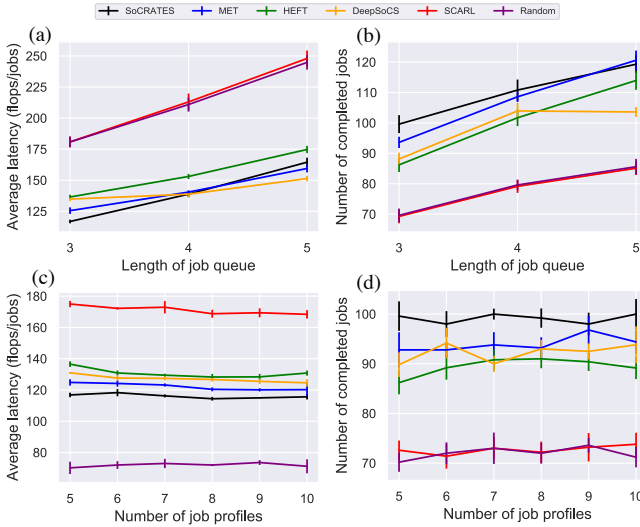 SoCRATES MET HEFT DeepSoCS SCARL Random
(a)
Average latency (flops/jobs)
250
225
200
175
150
125
3 4 5
Length of job queue
(b)
Number of completed jobs
120
110
100
90
80
70
3 4 5
Length of job queue
(c)
Average latency (flops/jobs)
180
160
140
120
100
80
5 6 7 8 9 10
Number of job profiles
(d)
Number of completed jobs
100
90
80
70
5 6 7 8 9 10
Number of job profiles